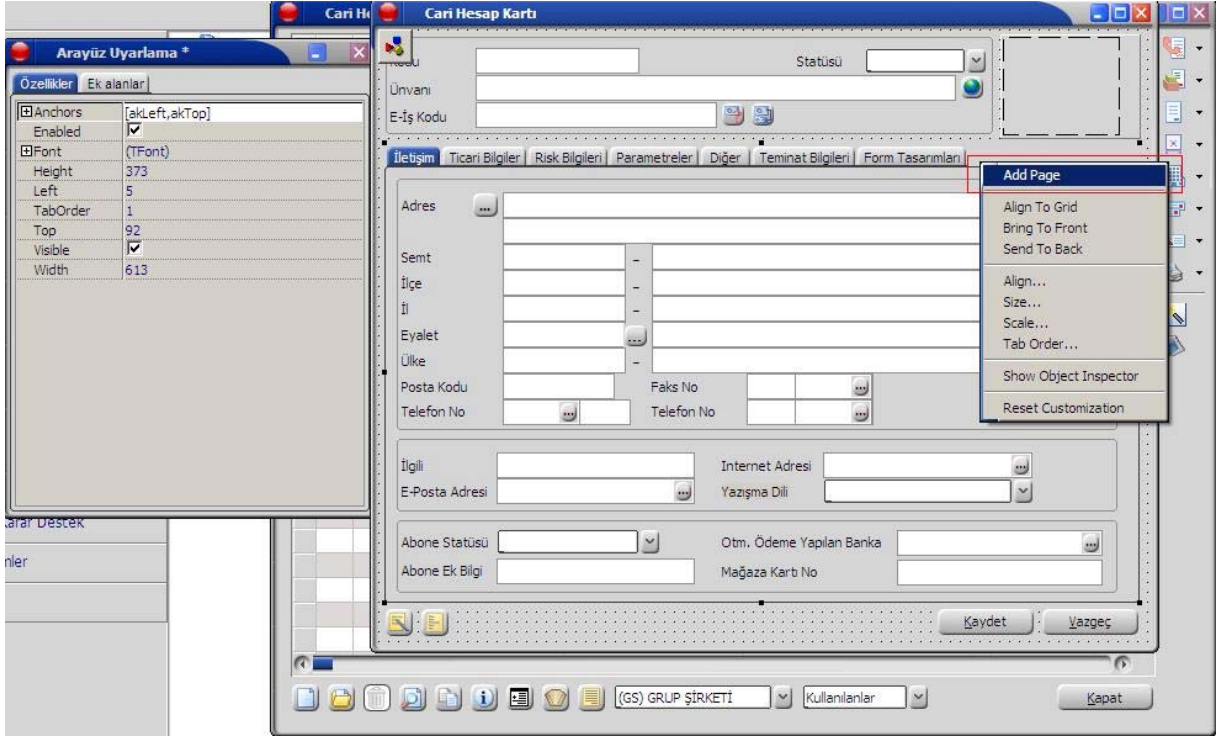 Cari He
Cari Hesap Kartı
Arayüz Uyarlama *
Özellikler Ek alanlar
Anchors [akLeft,akTop]
Enabled
Font (TFont)
Height 373
Left 5
TabOrder 1
Top 92
Visible
Width 613
Kodu
Statüsü
Ünvanı
E-İş Kodu
İletişim Ticari Bilgiler Risk Bilgileri Parametreler Diğer Teminat Bilgileri Form Tasarımları
Adres ...
Semt -
İlçe -
İl -
Eyalet ...
Ülke -
Posta Kodu Faks No ...
Telefon No ... Telefon No ...
Add Page
Align To Grid
Bring To Front
Send To Back
Align...
Size...
Scale...
Tab Order...
Show Object Inspector
Reset Customization
İlgili Internet Adresi ...
E-Posta Adresi ... Yazışma Dili
Abone Statüsü Otm. Ödeme Yapılan Banka ...
Abone Ek Bilgi Mağaza Kartı No
Kaydet Vazgeç
Karar Destek
mler
(GS) GRUP ŞİRKETİ Kullanılanlar Kapat